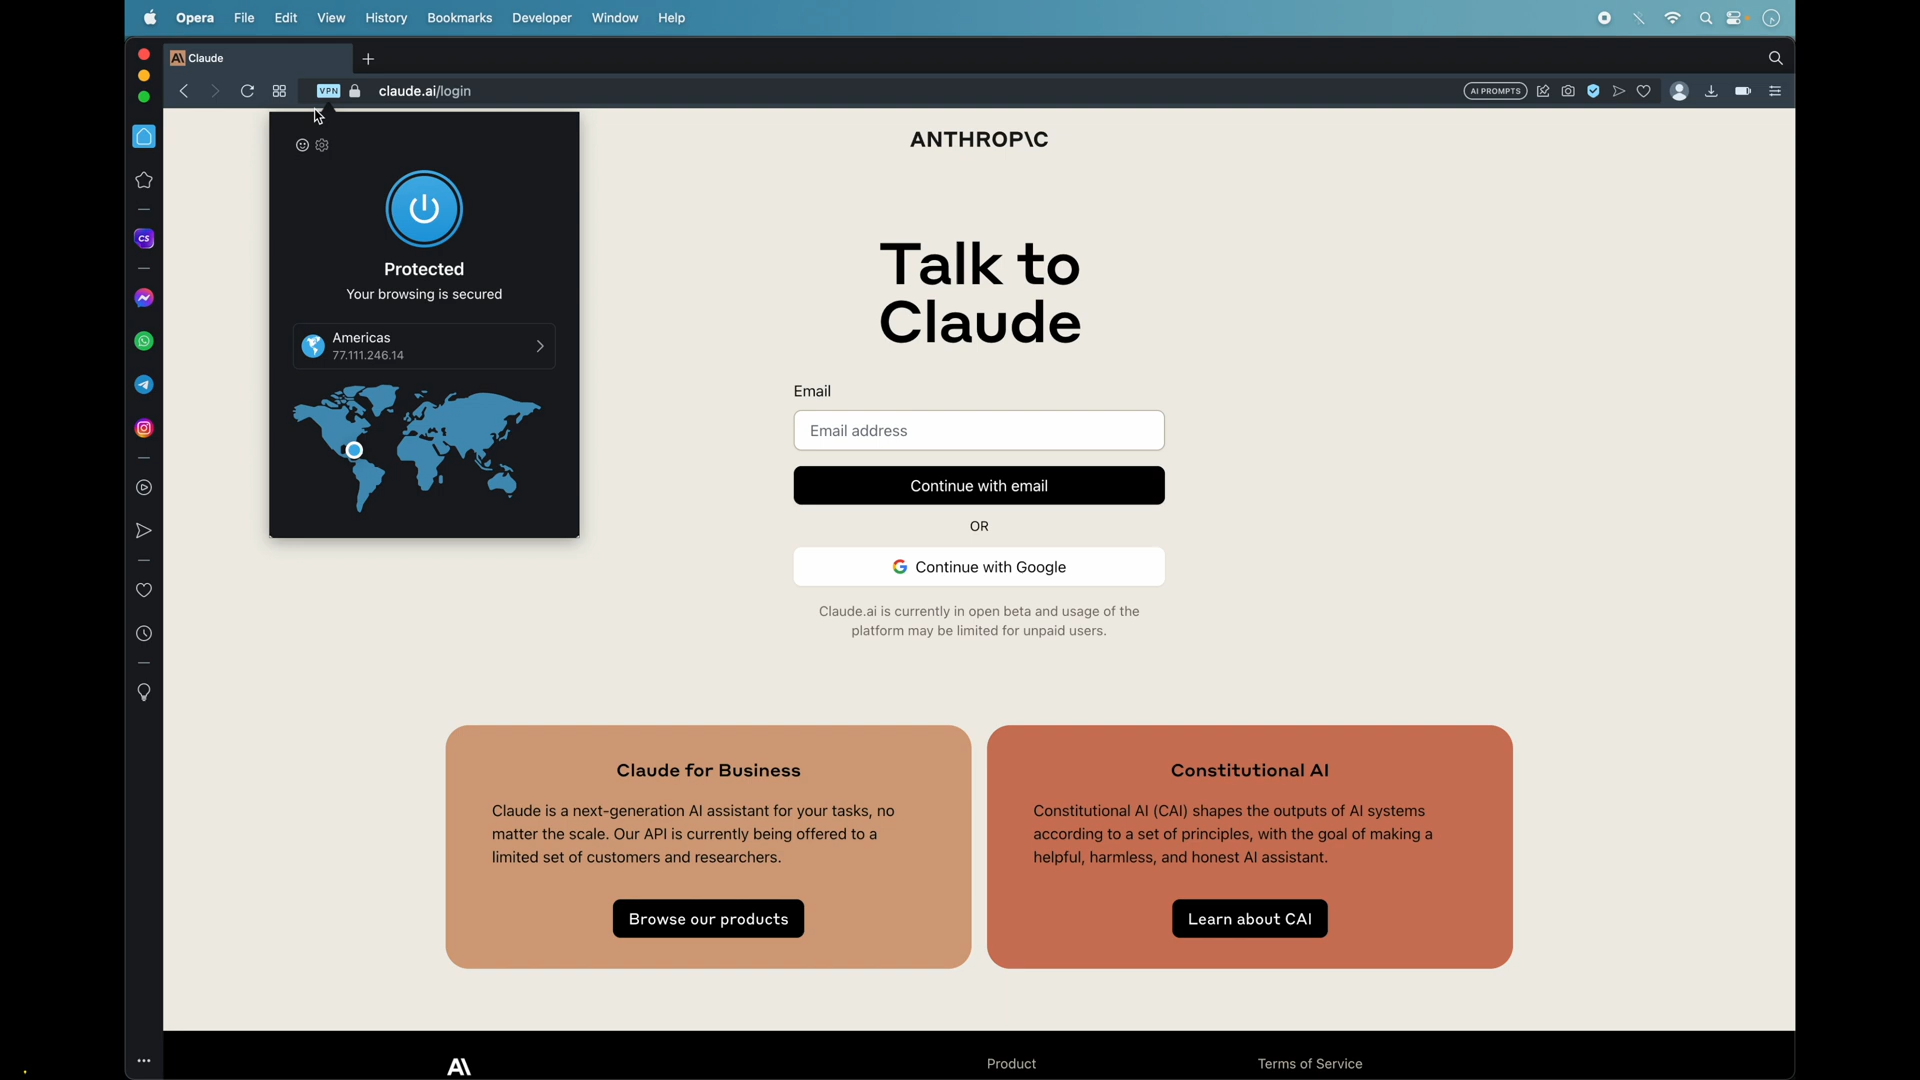 Opera File Edit View History Bookmarks Developer Window Help
A\ Claude
VPN claude.ai/login AI PROMPTS
CS
ANTHROP\C
Protected
Your browsing is secured
Americas
77.111.246.14
Talk to
Claude
Email
Email address
Continue with email
OR
G Continue with Google
Claude.ai is currently in open beta and usage of the
platform may be limited for unpaid users.
Claude for Business
Claude is a next-generation AI assistant for your tasks, no
matter the scale. Our API is currently being offered to a
limited set of customers and researchers.
Browse our products
Constitutional AI
Constitutional AI (CAI) shapes the outputs of AI systems
according to a set of principles, with the goal of making a
helpful, harmless, and honest AI assistant.
Learn about CAI
A\ Product Terms of Service